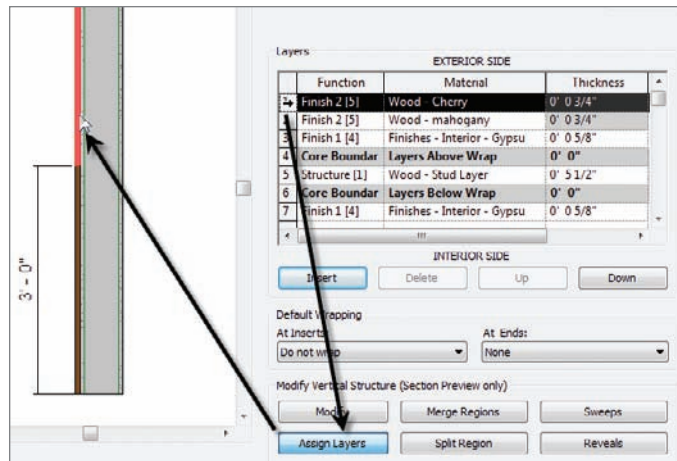 Layers
EXTERIOR SIDE
Function Material Thickness
Finish 2 [5] Wood - Cherry 0' 0 3/4"
2 Finish 2 [5] Wood - mahogany 0' 0 3/4"
3 Finish 1 [4] Finishes - Interior - Gypsu 0' 0 5/8"
4 Core Boundar Layers Above Wrap 0' 0"
5 Structure [1] Wood - Stud Layer 0' 5 1/2"
6 Core Boundar Layers Below Wrap 0' 0"
7 Finish 1 [4] Finishes - Interior - Gypsu 0' 0 5/8"
INTERIOR SIDE
Insert Delete Up Down
3' - 0"
Default Wrapping
At Inserts: At Ends:
Do not wrap None
Modify Vertical Structure (Section Preview only)
Modify Merge Regions Sweeps
Assign Layers Split Region Reveals